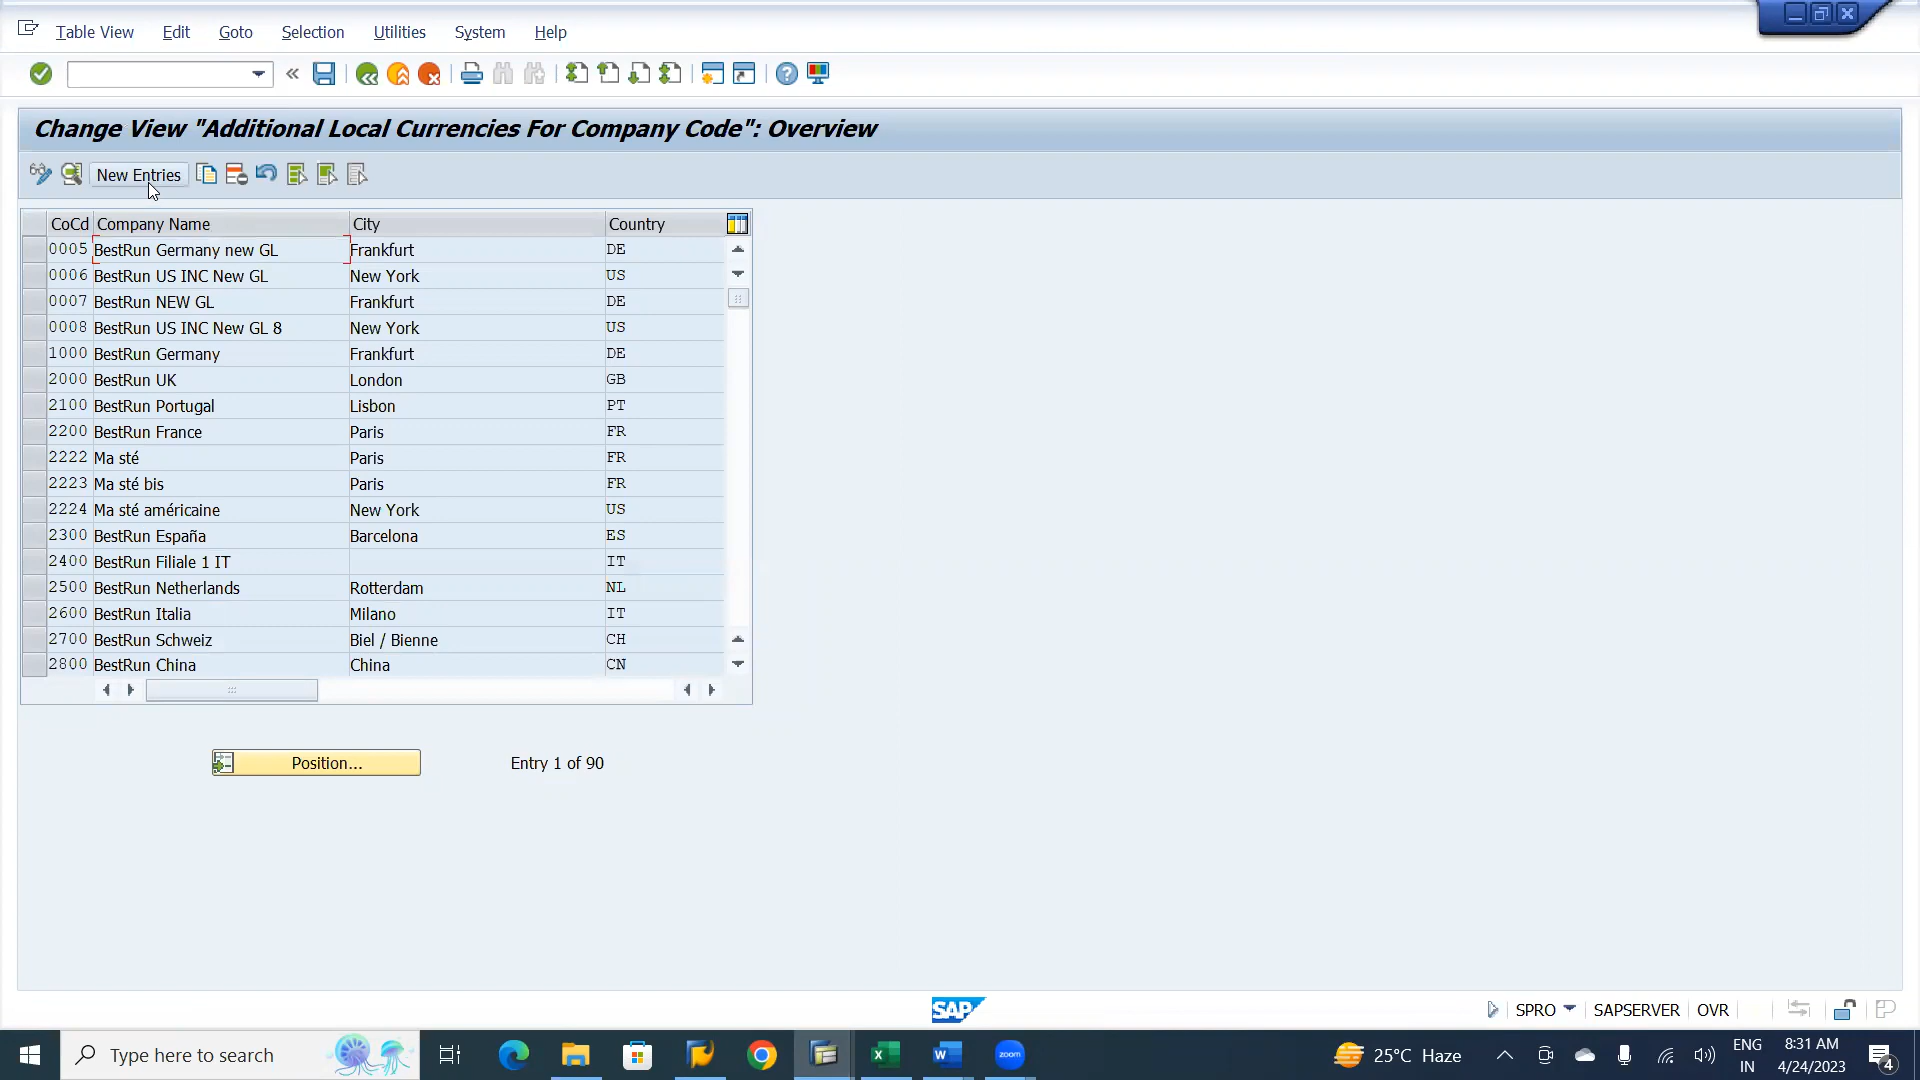 Table View Edit Goto Selection Utilities System Help
Change View "Additional Local Currencies For Company Code": Overview
New Entries
CoCd Company Name City Country
0005 BestRun Germany new GL Frankfurt DE
0006 BestRun US INC New GL New York US
0007 BestRun NEW GL Frankfurt DE
0008 BestRun US INC New GL 8 New York US
1000 BestRun Germany Frankfurt DE
2000 BestRun UK London GB
2100 BestRun Portugal Lisbon PT
2200 BestRun France Paris FR
2222 Ma sté Paris FR
2223 Ma sté bis Paris FR
2224 Ma sté américaine New York US
2300 BestRun España Barcelona ES
2400 BestRun Filiale 1 IT IT
2500 BestRun Netherlands Rotterdam NL
2600 BestRun Italia Milano IT
2700 BestRun Schweiz Biel / Bienne CH
2800 BestRun China China CN
Position... Entry 1 of 90
SAP SPRO SAPSERVER OVR
Type here to search zoom 25°C Haze ENG 8:31 AM
IN 4/24/2023 4